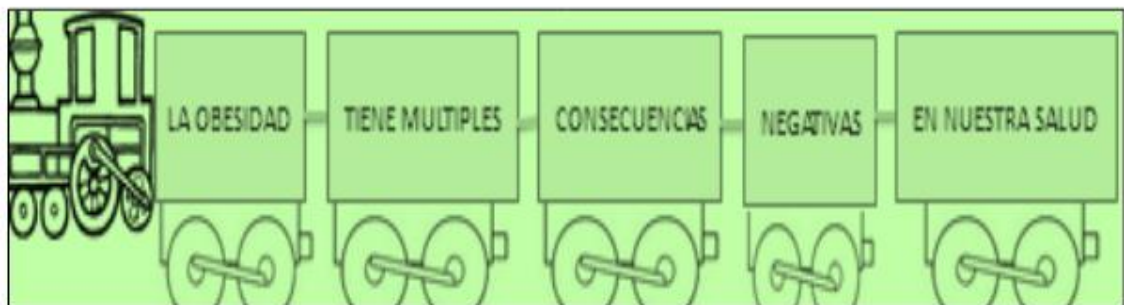 LA OBESIDAD TIENE MULTIPLES CONSECUENCIAS NEGATIVAS EN NUESTRA SALUD